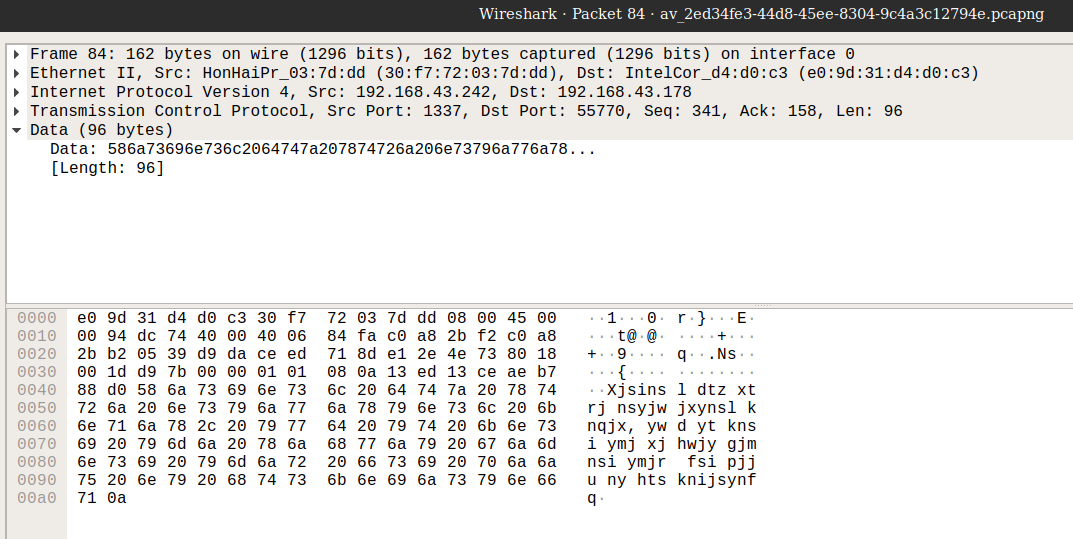 Wireshark · Packet 84 · av_2ed34fe3-44d8-45ee-8304-9c4a3c12794e.pcapng
Frame 84: 162 bytes on wire (1296 bits), 162 bytes captured (1296 bits) on interface 0
Ethernet II, Src: HonHaiPr_03:7d:dd (30:f7:72:03:7d:dd), Dst: IntelCor_d4:d0:c3 (e0:9d:31:d4:d0:c3)
Internet Protocol Version 4, Src: 192.168.43.242, Dst: 192.168.43.178
Transmission Control Protocol, Src Port: 1337, Dst Port: 55770, Seq: 341, Ack: 158, Len: 96
Data (96 bytes)
Data: 586a73696e736c2064747a207874726a206e73796a776a78...
[Length: 96]
0000 e0 9d 31 d4 d0 c3 30 f7 72 03 7d dd 08 00 45 00 ··1···0· r·}···E·
0010 00 94 dc 74 40 00 40 06 84 fa c0 a8 2b f2 c0 a8 ···t@·@· ····+···
0020 2b b2 05 39 d9 da ce ed 71 8d e1 2e 4e 73 80 18 +··9···· q··.Ns··
0030 00 1d d9 7b 00 00 01 01 08 0a 13 ed 13 ce ae b7 ···{···· ········
0040 88 d0 58 6a 73 69 6e 73 6c 20 64 74 7a 20 78 74 ··Xjsins l dtz xt
0050 72 6a 20 6e 73 79 6a 77 6a 78 79 6e 73 6c 20 6b rj nsyjw jxynsl k
0060 6e 71 6a 78 2c 20 79 77 64 20 79 74 20 6b 6e 73 nqjx, yw d yt kns
0070 69 20 79 6d 6a 20 78 6a 68 77 6a 79 20 67 6a 6d i ymj xj hwjy gjm
0080 6e 73 69 20 79 6d 6a 72 20 66 73 69 20 70 6a 6a nsi ymjr fsi pjj
0090 75 20 6e 79 20 68 74 73 6b 6e 69 6a 73 79 6e 66 u ny hts knijsynf
00a0 71 0a q·